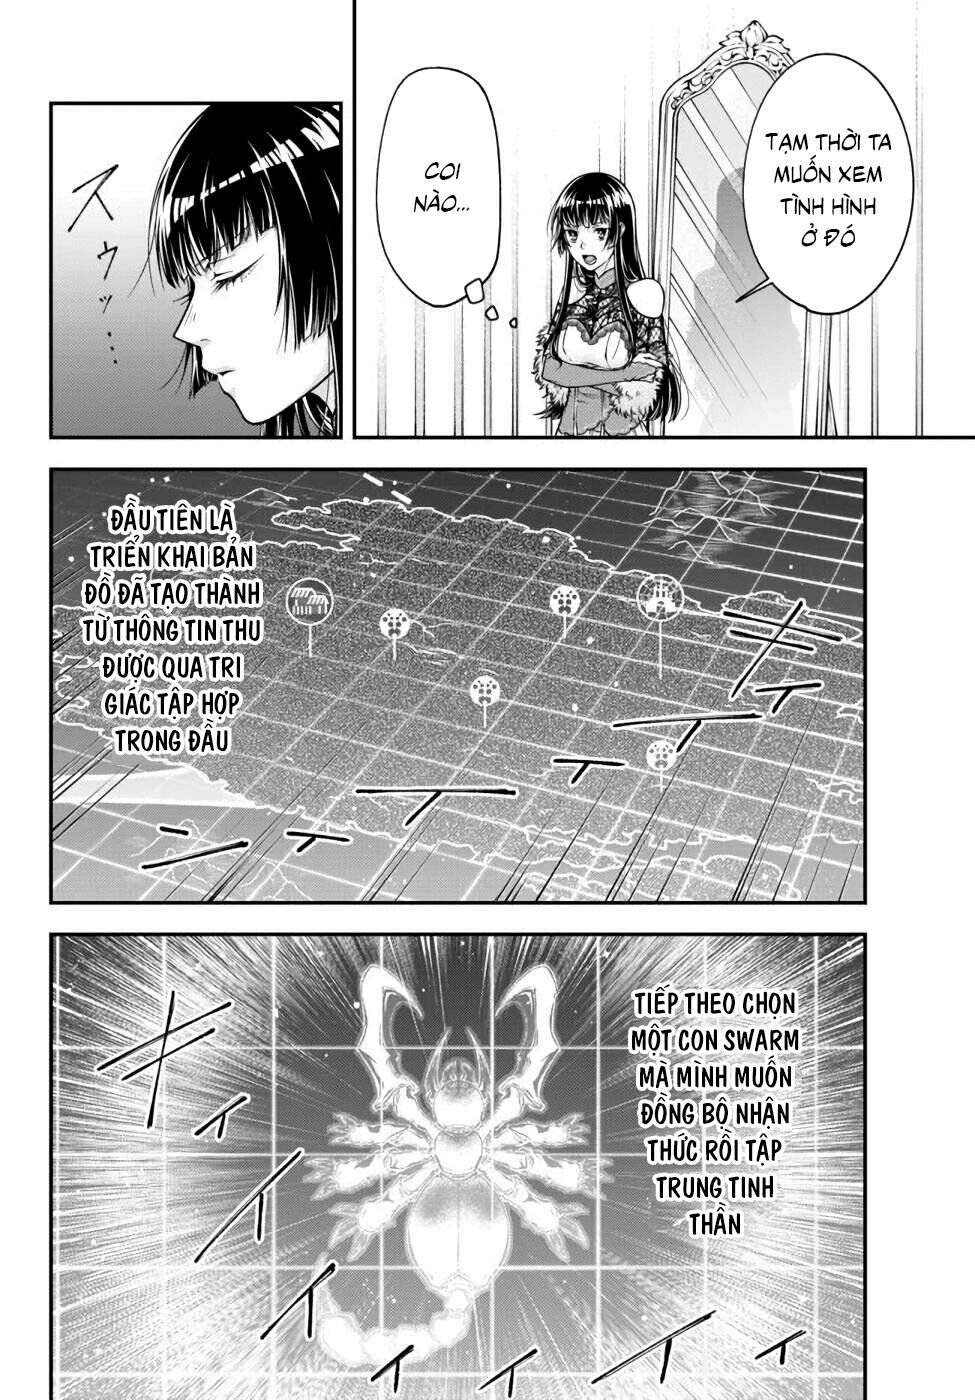 TẠM THỜI TA
MUỐN XEM
TÌNH HÌNH
Ở ĐÓ
COI
NÀO...
スゥッ...
ĐẦU TIÊN LÀ
TRIỂN KHAI BẢN
ĐỒ ĐÃ TẠO THÀNH
TỪ THÔNG TIN THU
ĐƯỢC QUA TRI
GIÁC TẬP HỢP
TRONG ĐẦU
キィィィィン
TIẾP THEO CHỌN
MỘT CON SWARM
MÀ MÌNH MUỐN
ĐỒNG BỘ NHẬN
THỨC RỒI TẬP
TRUNG TINH
THẦN
キィィィィィ